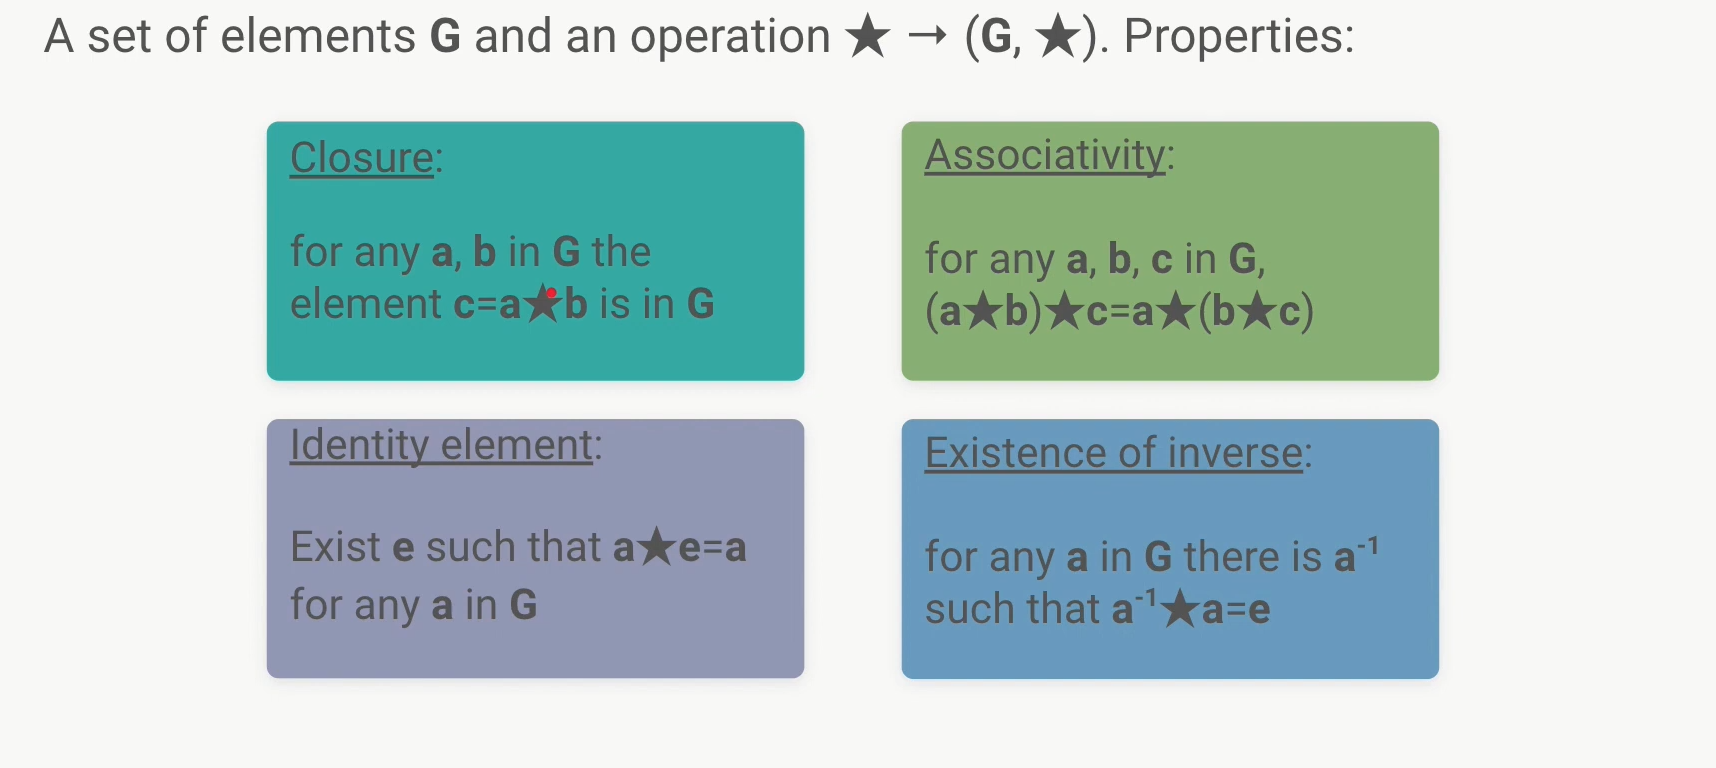 A set of elements G and an operation ★ → (G, ★). Properties:
Closure:
for any a, b in G the
element c=a★b is in G
Associativity:
for any a, b, c in G,
(a★b)★c=a★(b★c)
Identity element:
Exist e such that a★e=a
for any a in G
Existence of inverse:
for any a in G there is a⁻¹
such that a⁻¹★a=e